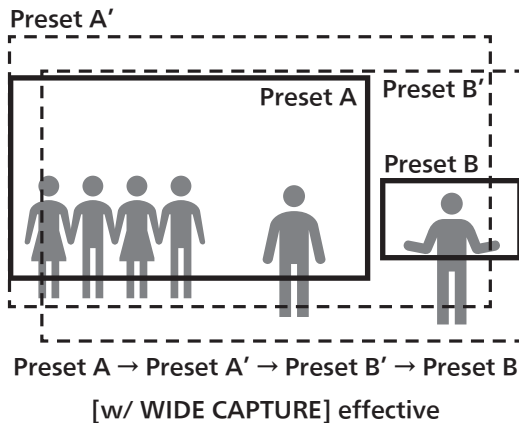 Preset A′
Preset A
Preset B′
Preset B
Preset A → Preset A′ → Preset B′ → Preset B
[w/ WIDE CAPTURE] effective